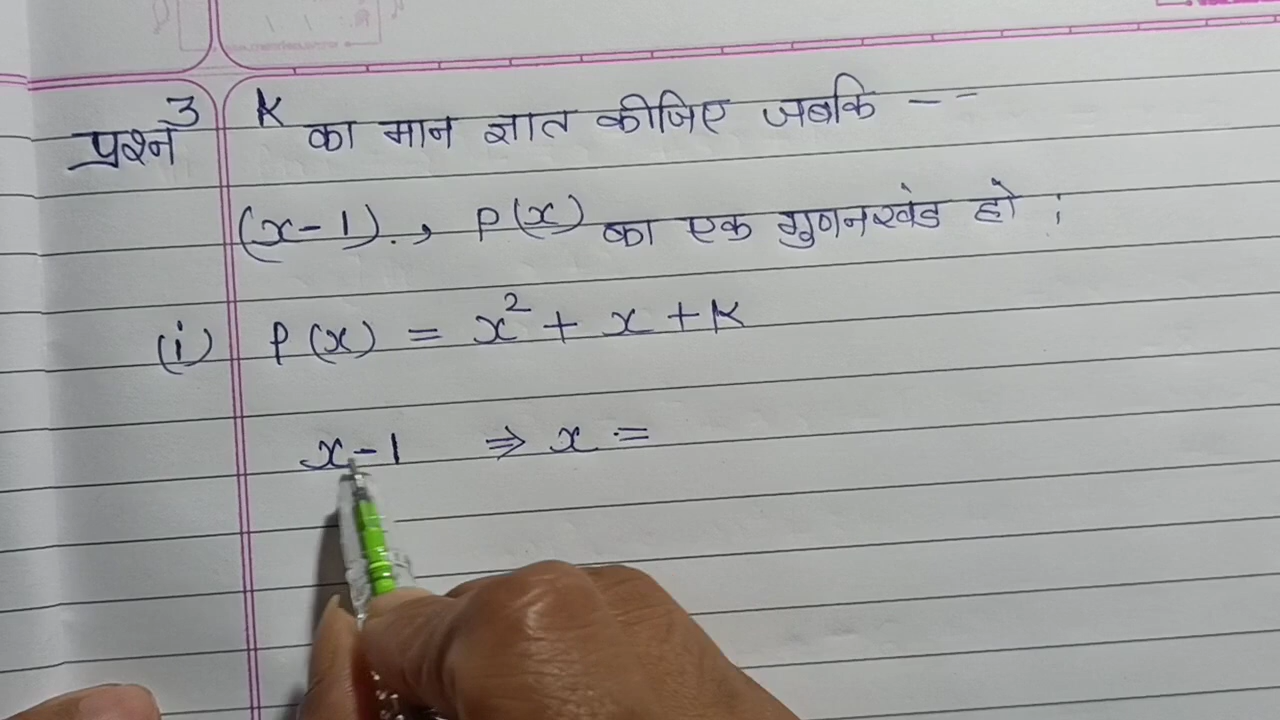 प्रश्न 3 K का मान ज्ञात कीजिए जबकि --
(x-1), P(x) का एक गुणनखंड हो ;
(i) P(x) = x² + x + K
x-1 ⇒ x =